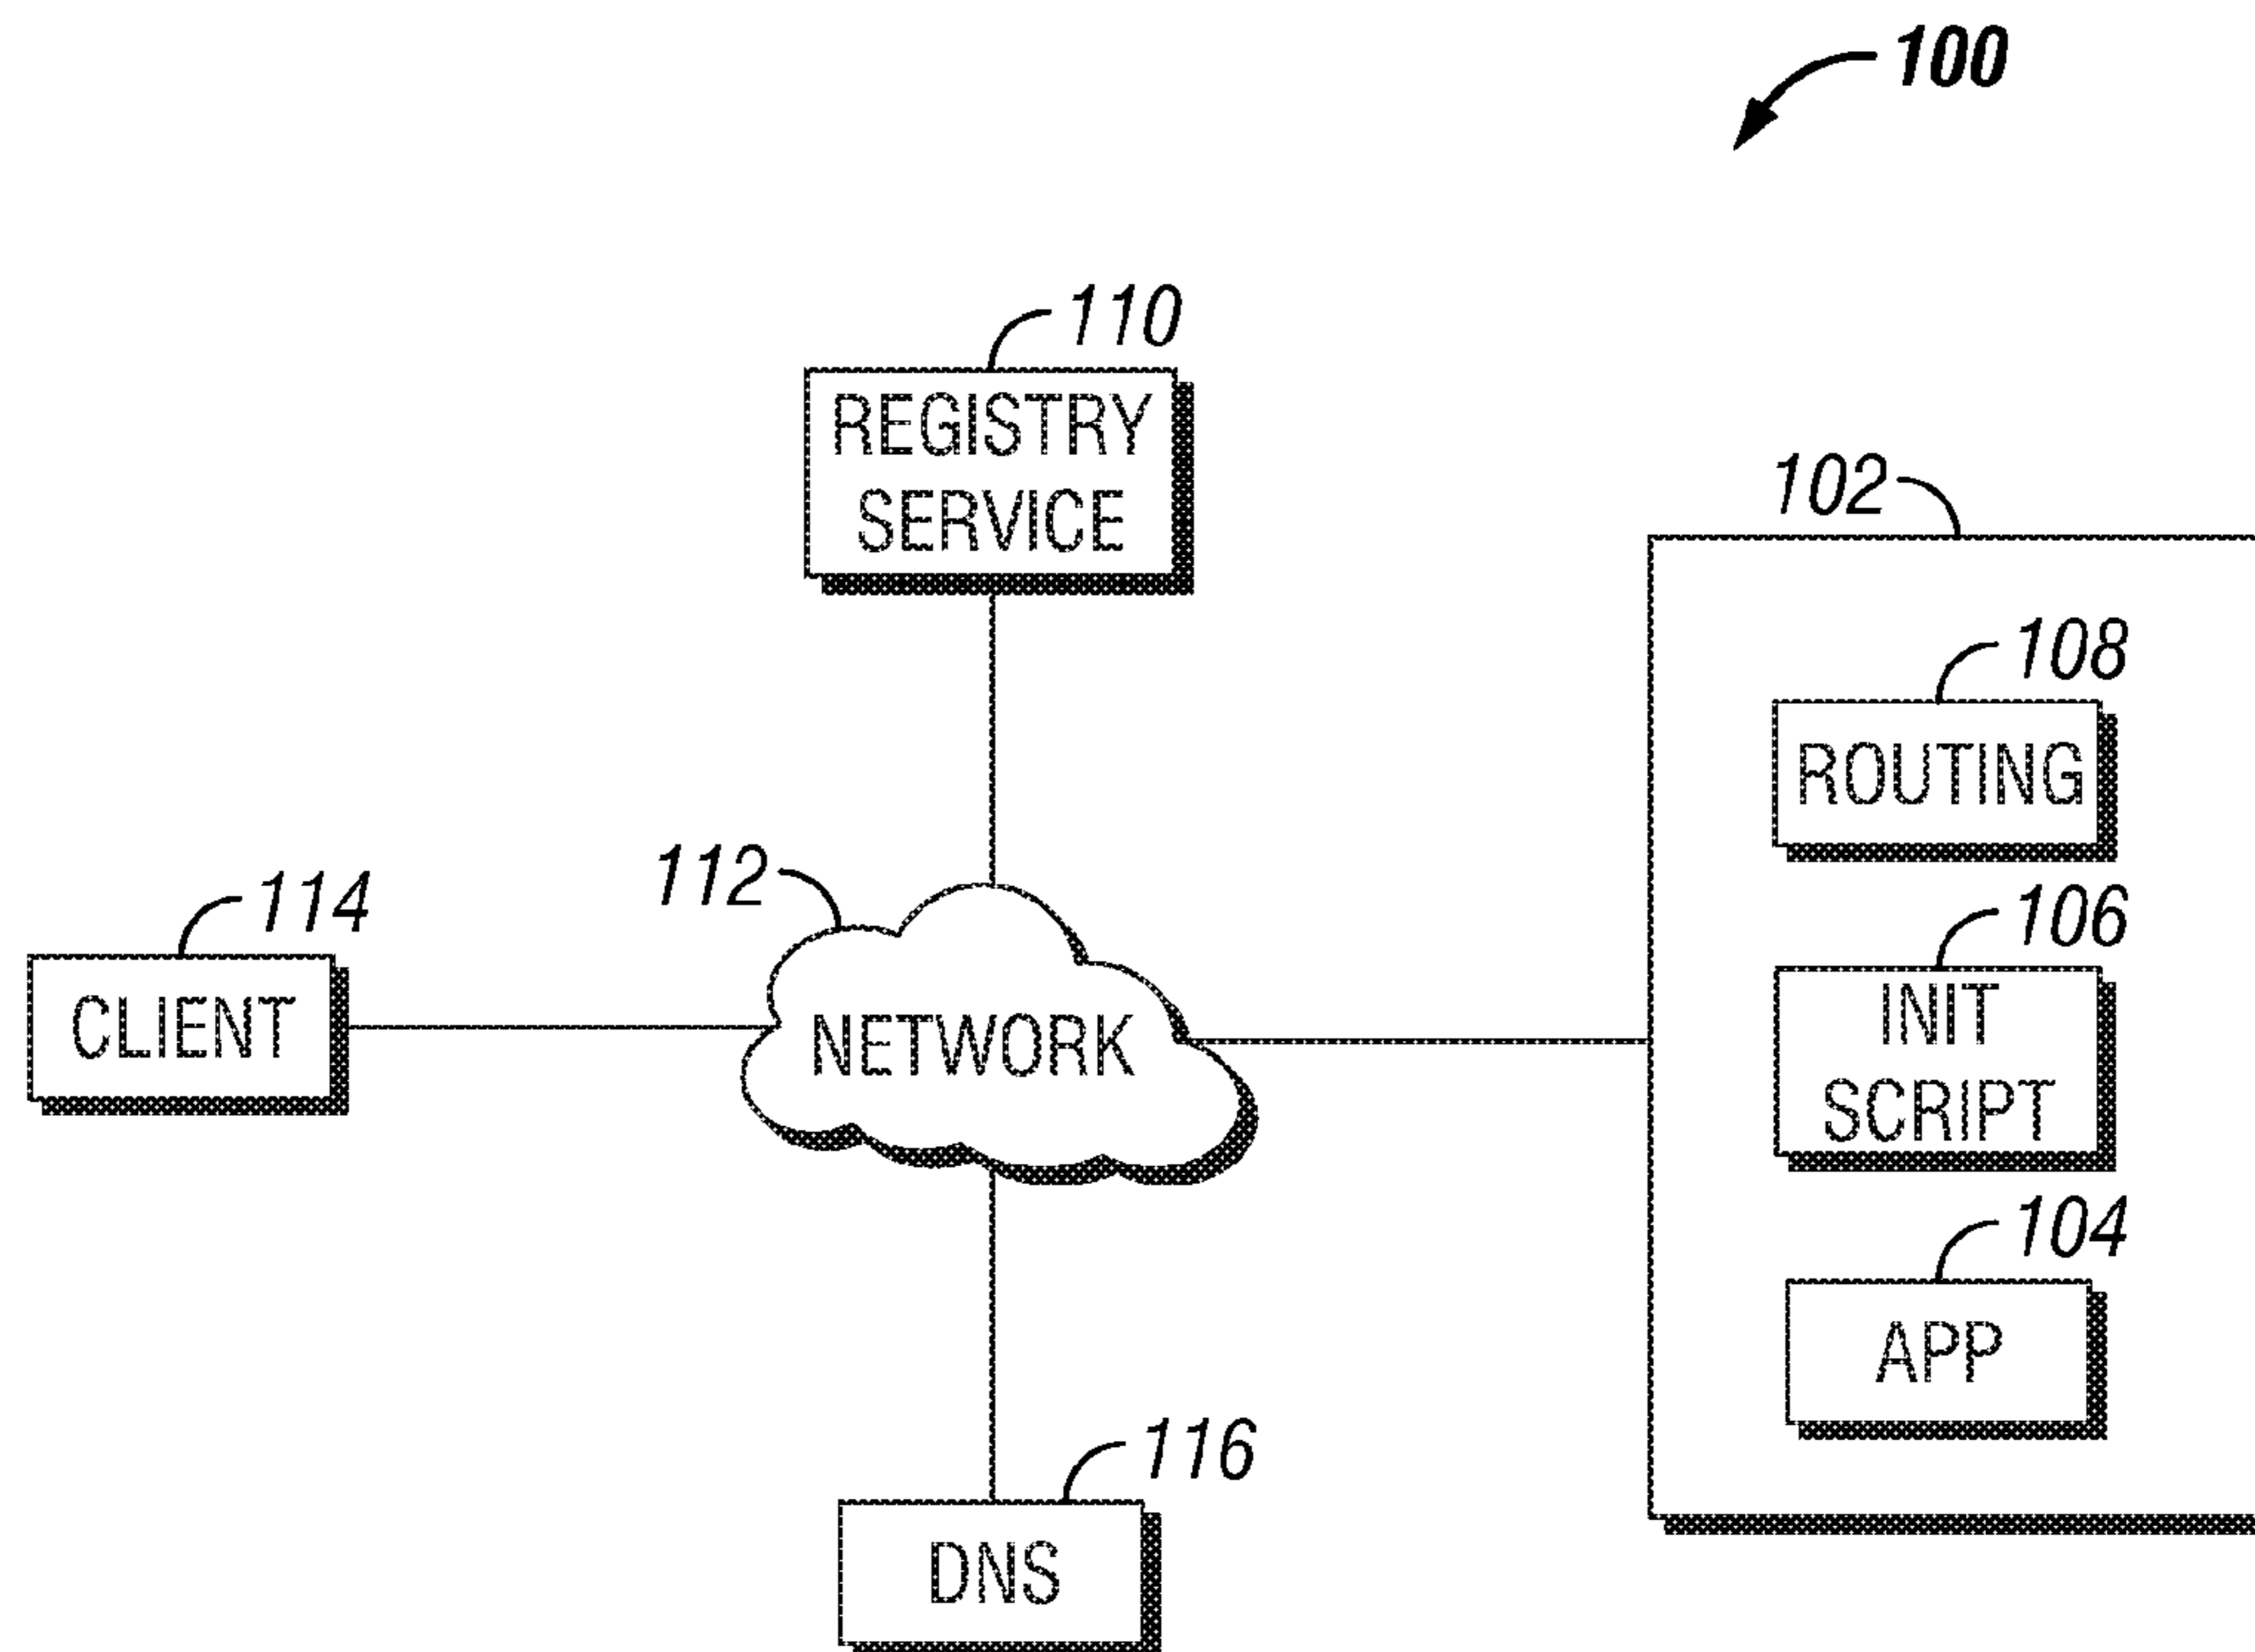 100
110
REGISTRY
SERVICE
102
108
ROUTING
112
114
106
CLIENT
NETWORK
INIT
SCRIPT
104
APP
116
DNS